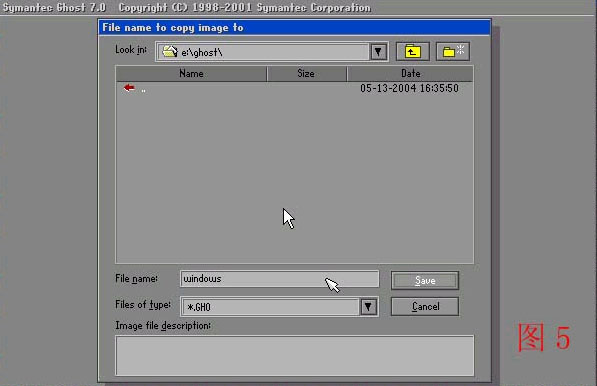 Symantec Ghost 7.0 Copyright (C) 1998-2001 Symantec Corporation
File name to copy image to
Look in: e:\ghost\
Name Size Date
.. 05-13-2004 16:35:50
File name: windows Save
Files of type: *.GHO Cancel
Image file description:
图 5